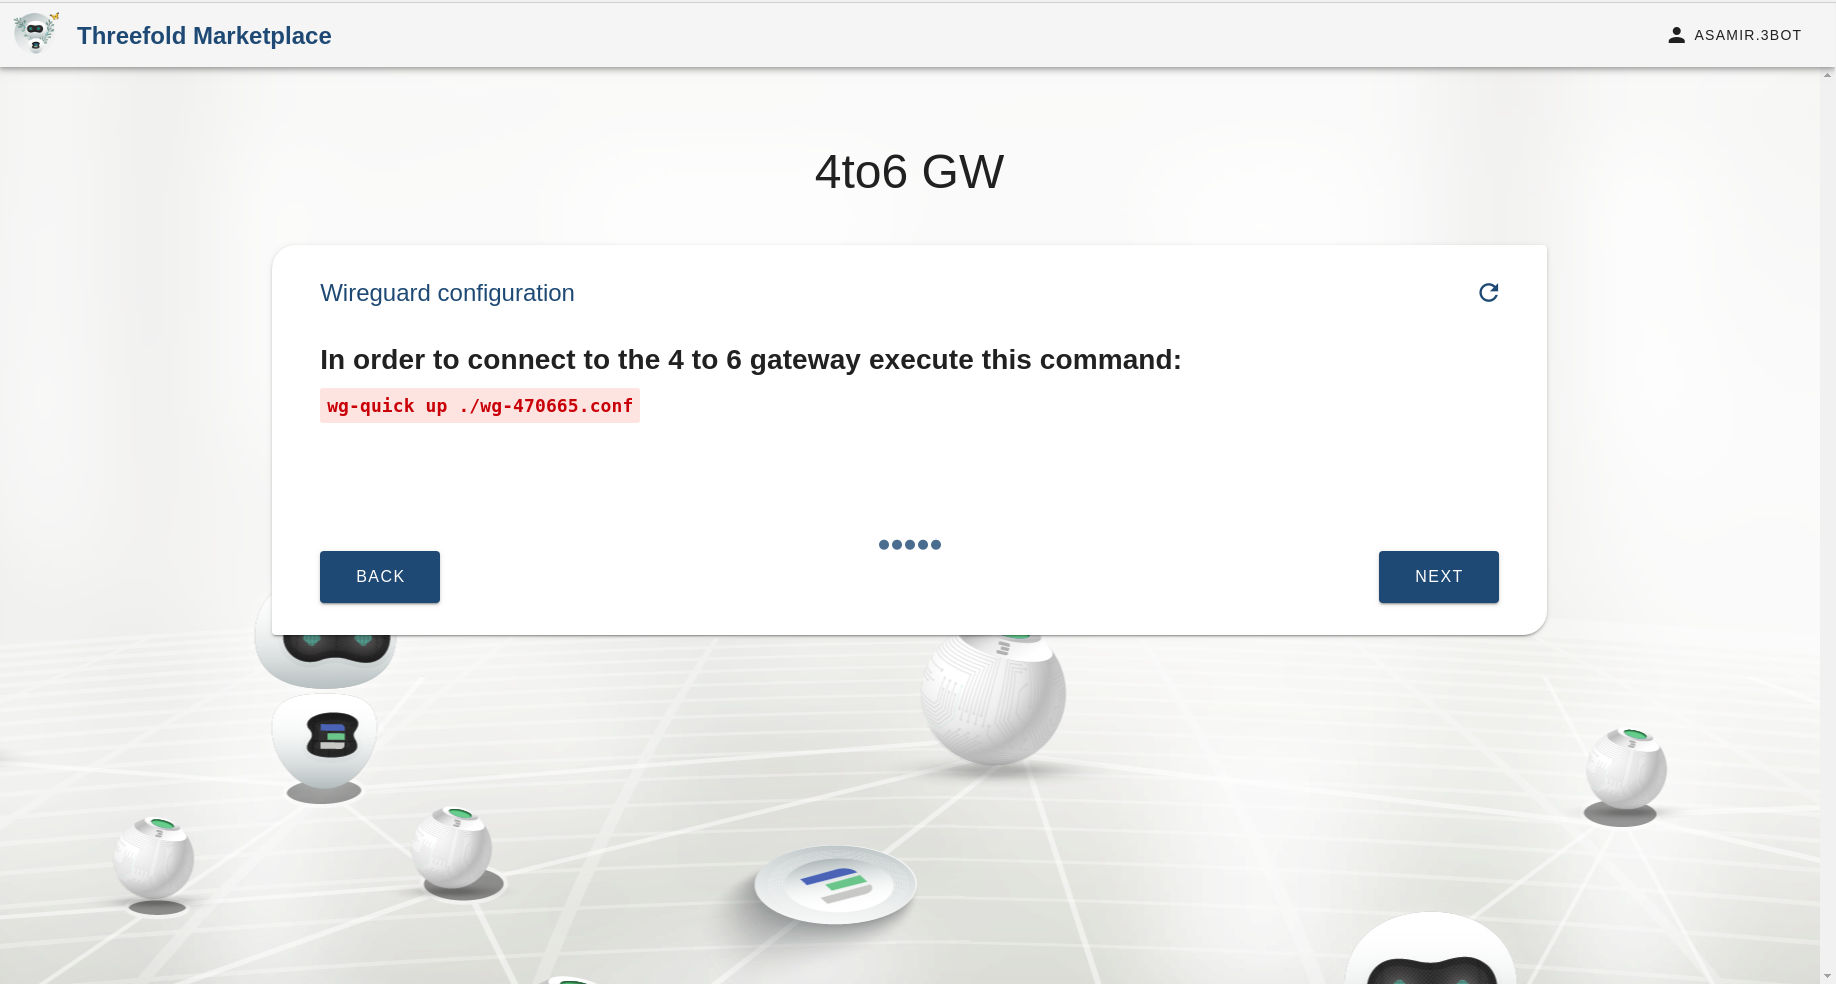 Threefold Marketplace
ASAMIR.3BOT
4to6 GW
Wireguard configuration
In order to connect to the 4 to 6 gateway execute this command:
wg-quick up ./wg-470665.conf
BACK
NEXT